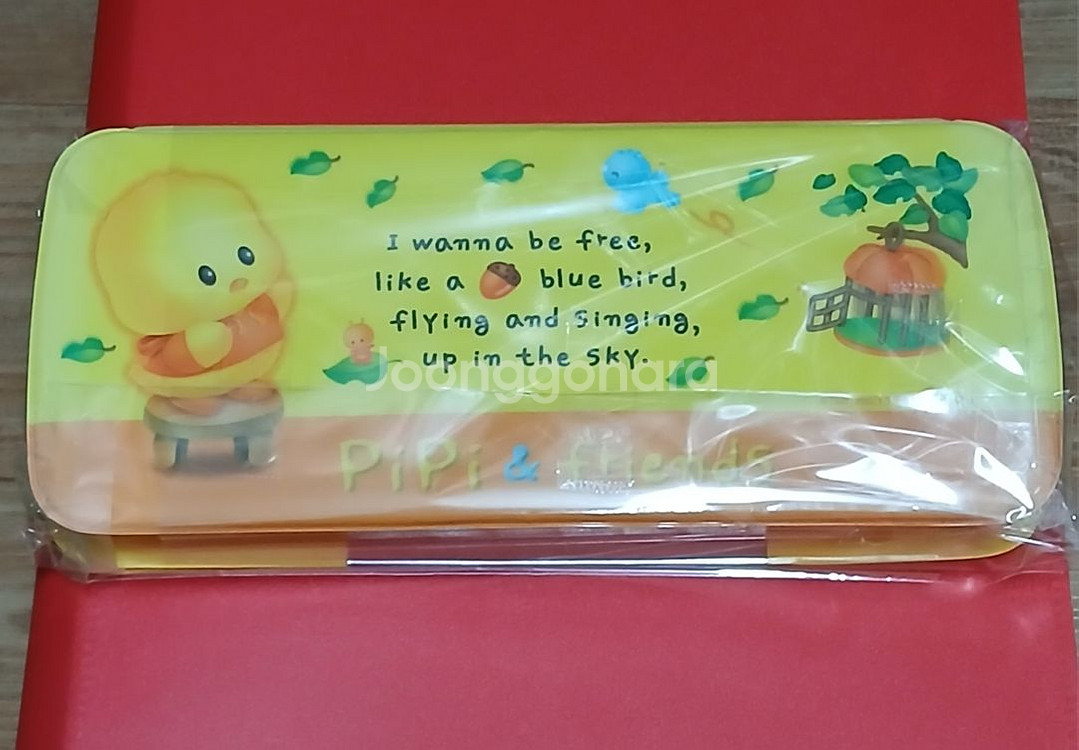 I wanna be free,
like a blue bird,
flying and singing,
up in the sky.
Joonggonara
PiPi & friends